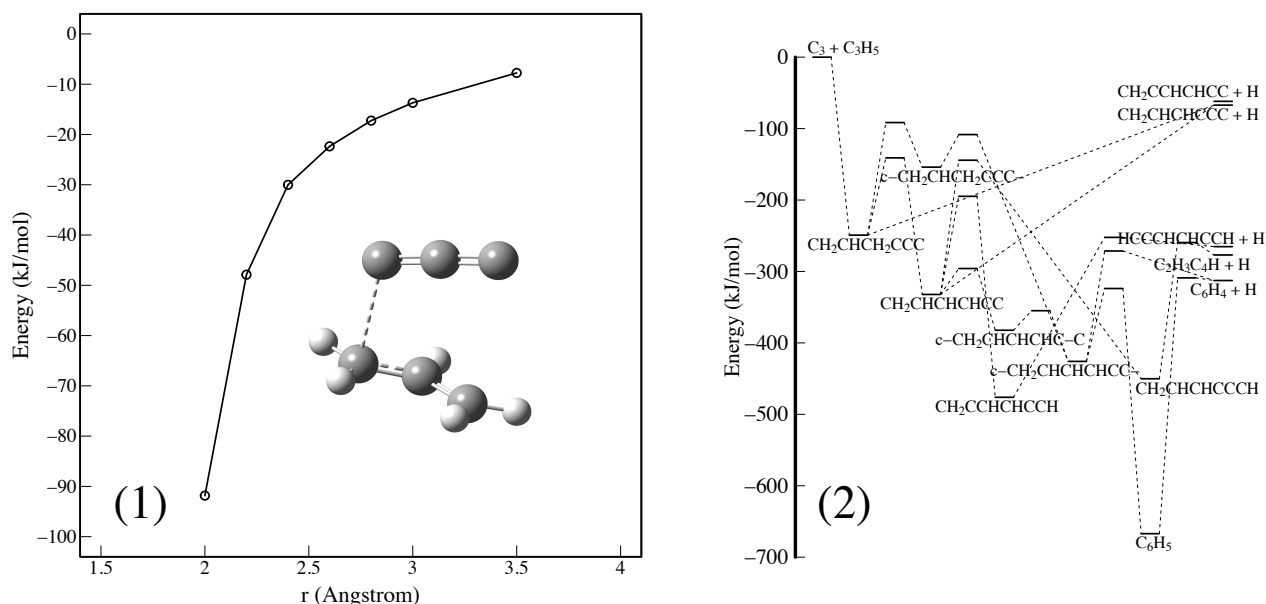 0
−10
−20
−30
−40
−50
−60
−70
−80
−90
−100
Energy (kJ/mol)
1.5 2 2.5 3 3.5 4
r (Angstrom)
(1)
0
−100
−200
−300
−400
−500
−600
−700
Energy (kJ/mol)
C₃ + C₃H₅
CH₂CCHCHCC + H
CH₂CHCHCCC + H
c−CH₂CHCH₂CCC−
CH₂CHCH₂CCC
HCCCHCHCCH + H
C₂H₃C₄H + H
C₆H₄ + H
CH₂CHCHCHCC
c−CH₂CHCHCHC−C
c−CH₂CHCHCHCC−
CH₂CHCHCCCH
CH₂CCHCHCCH
C₆H₅
(2)